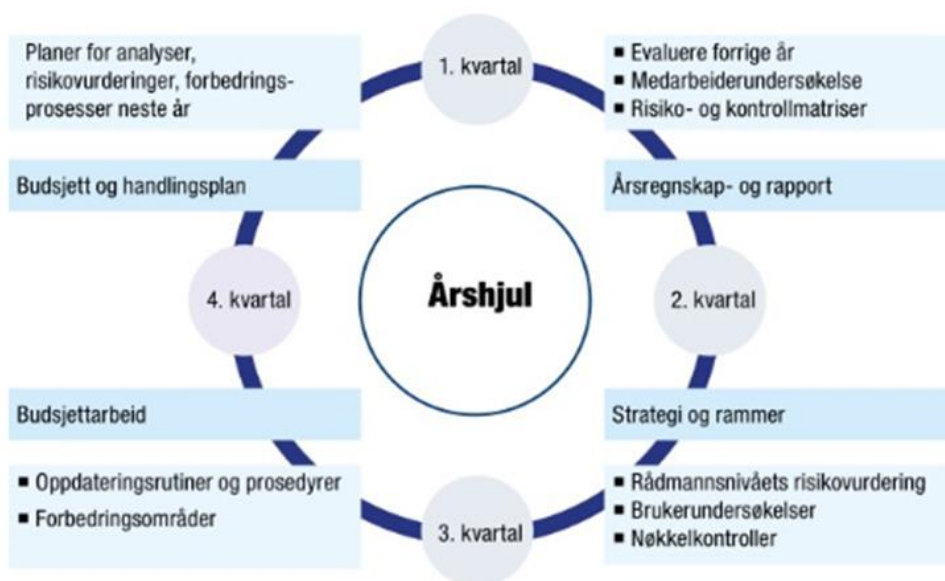 Planer for analyser,
risikovurderinger, forbedrings-
prosesser neste år
Budsjett og handlingsplan
1. kvartal
▪ Evaluere forrige år
▪ Medarbeiderundersøkelse
▪ Risiko- og kontrollmatriser
Årsregnskap- og rapport
4. kvartal
Årshjul
2. kvartal
Budsjettarbeid
▪ Oppdateringsrutiner og prosedyrer
▪ Forbedringsområder
3. kvartal
Strategi og rammer
▪ Rådmannsnivåets risikovurdering
▪ Brukerundersøkelser
▪ Nøkkelkontroller